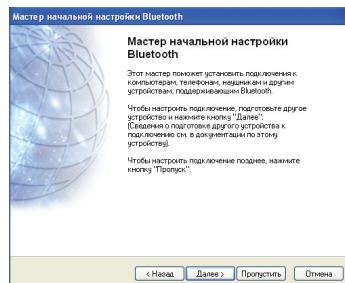 Мастер начальной настройки Bluetooth
Мастер начальной настройки
Bluetooth
Этот мастер поможет установить подключения к
компьютерам, телефонам, наушникам и другим
устройствам, поддерживающим Bluetooth.
Чтобы настроить подключение, подготовьте другое
устройство и нажмите кнопку "Далее".
(Сведения о подготовке другого устройства к
подключению см. в документации по этому
устройству).
Чтобы настроить подключение позднее, нажмите
кнопку "Пропуск".
< Назад Далее > Пропустить Отмена